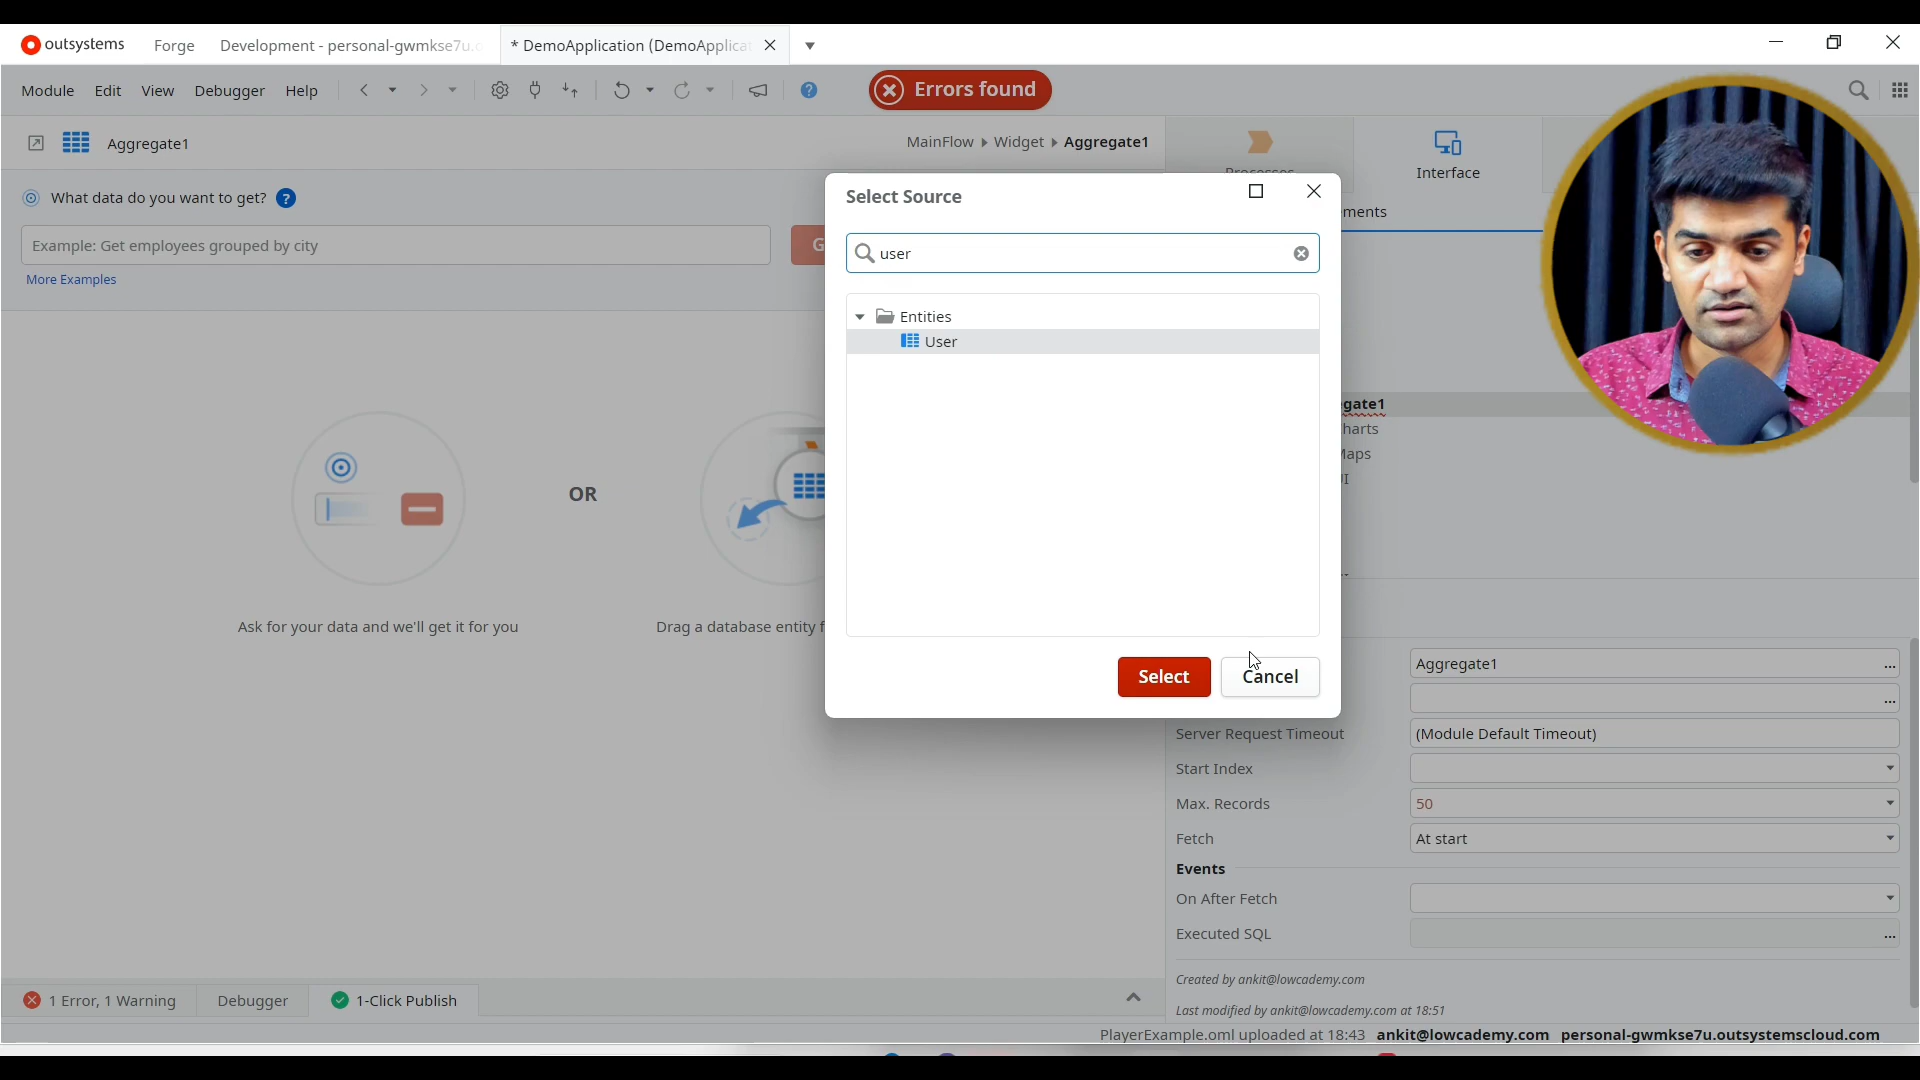 outsystems
Forge
Development - personal-gwmkse7u.o
* DemoApplication (DemoApplicat
Module
Edit
View
Debugger
Help
Errors found
Aggregate1
MainFlow
Widget
Aggregate1
Processes
Interface
ments
What data do you want to get?
Example: Get employees grouped by city
G
More Examples
Select Source
user
Entities
User
Select
Cancel
gate1
harts
Maps
OR
Ask for your data and we'll get it for you
Drag a database entity f
Aggregate1
...
...
Server Request Timeout
(Module Default Timeout)
Start Index
Max. Records
50
Fetch
At start
Events
On After Fetch
Executed SQL
...
Created by ankit@lowcademy.com
Last modified by ankit@lowcademy.com at 18:51
1 Error, 1 Warning
Debugger
1-Click Publish
PlayerExample.oml uploaded at 18:43
ankit@lowcademy.com
personal-gwmkse7u.outsystemscloud.com